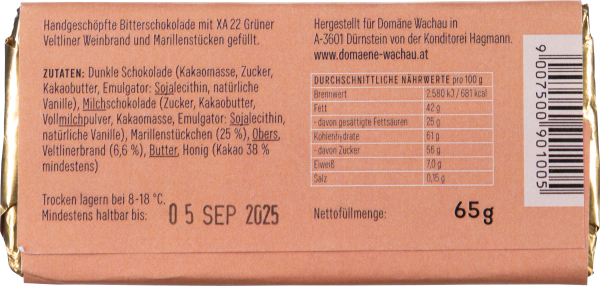 Handgeschöpfte Bitterschokolade mit XA 22 Grüner
Veltliner Weinbrand und Marillenstücken gefüllt.
ZUTATEN: Dunkle Schokolade (Kakaomasse, Zucker,
Kakaobutter, Emulgator: Sojalecithin, natürliche
Vanille), Milchschokolade (Zucker, Kakaobutter,
Vollmilchpulver, Kakaomasse, Emulgator: Sojalecithin,
natürliche Vanille), Marillenstückchen (25 %), Obers,
Veltlinerbrand (6,6 %), Butter, Honig (Kakao 38 %
mindestens)
Trocken lagern bei 8-18 °C.
Mindestens haltbar bis: 05 SEP 2025
Hergestellt für Domäne Wachau in
A-3601 Dürnstein von der Konditorei Hagmann.
www.domaene-wachau.at
DURCHSCHNITTLICHE NÄHRWERTE pro 100 g
Brennwert 2.580 kJ / 681 kcal
Fett 42 g
- davon gesättigte Fettsäuren 25 g
Kohlenhydrate 61 g
- davon Zucker 56 g
Eiweiß 7,0 g
Salz 0,15 g
Nettofüllmenge: 65 g
9007500901005